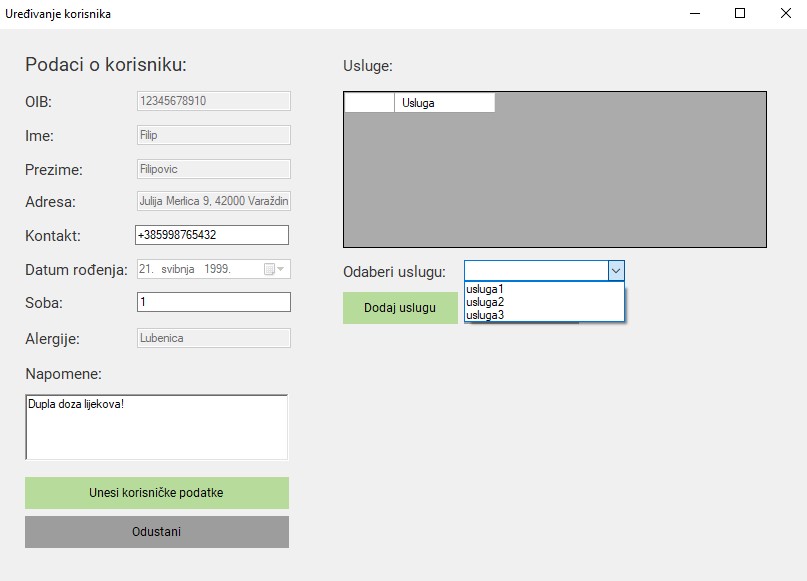 Uređivanje korisnika
Podaci o korisniku:
OIB: 12345678910
Ime: Filip
Prezime: Filipovic
Adresa: Julija Merlica 9, 42000 Varaždin
Kontakt: +385998765432
Datum rođenja: 21. svibnja 1999.
Soba: 1
Alergije: Lubenica
Napomene:
Dupla doza lijekova!
Unesi korisničke podatke
Odustani
Usluge:
Usluga
Odaberi uslugu:
usluga1
usluga2
usluga3
Dodaj uslugu